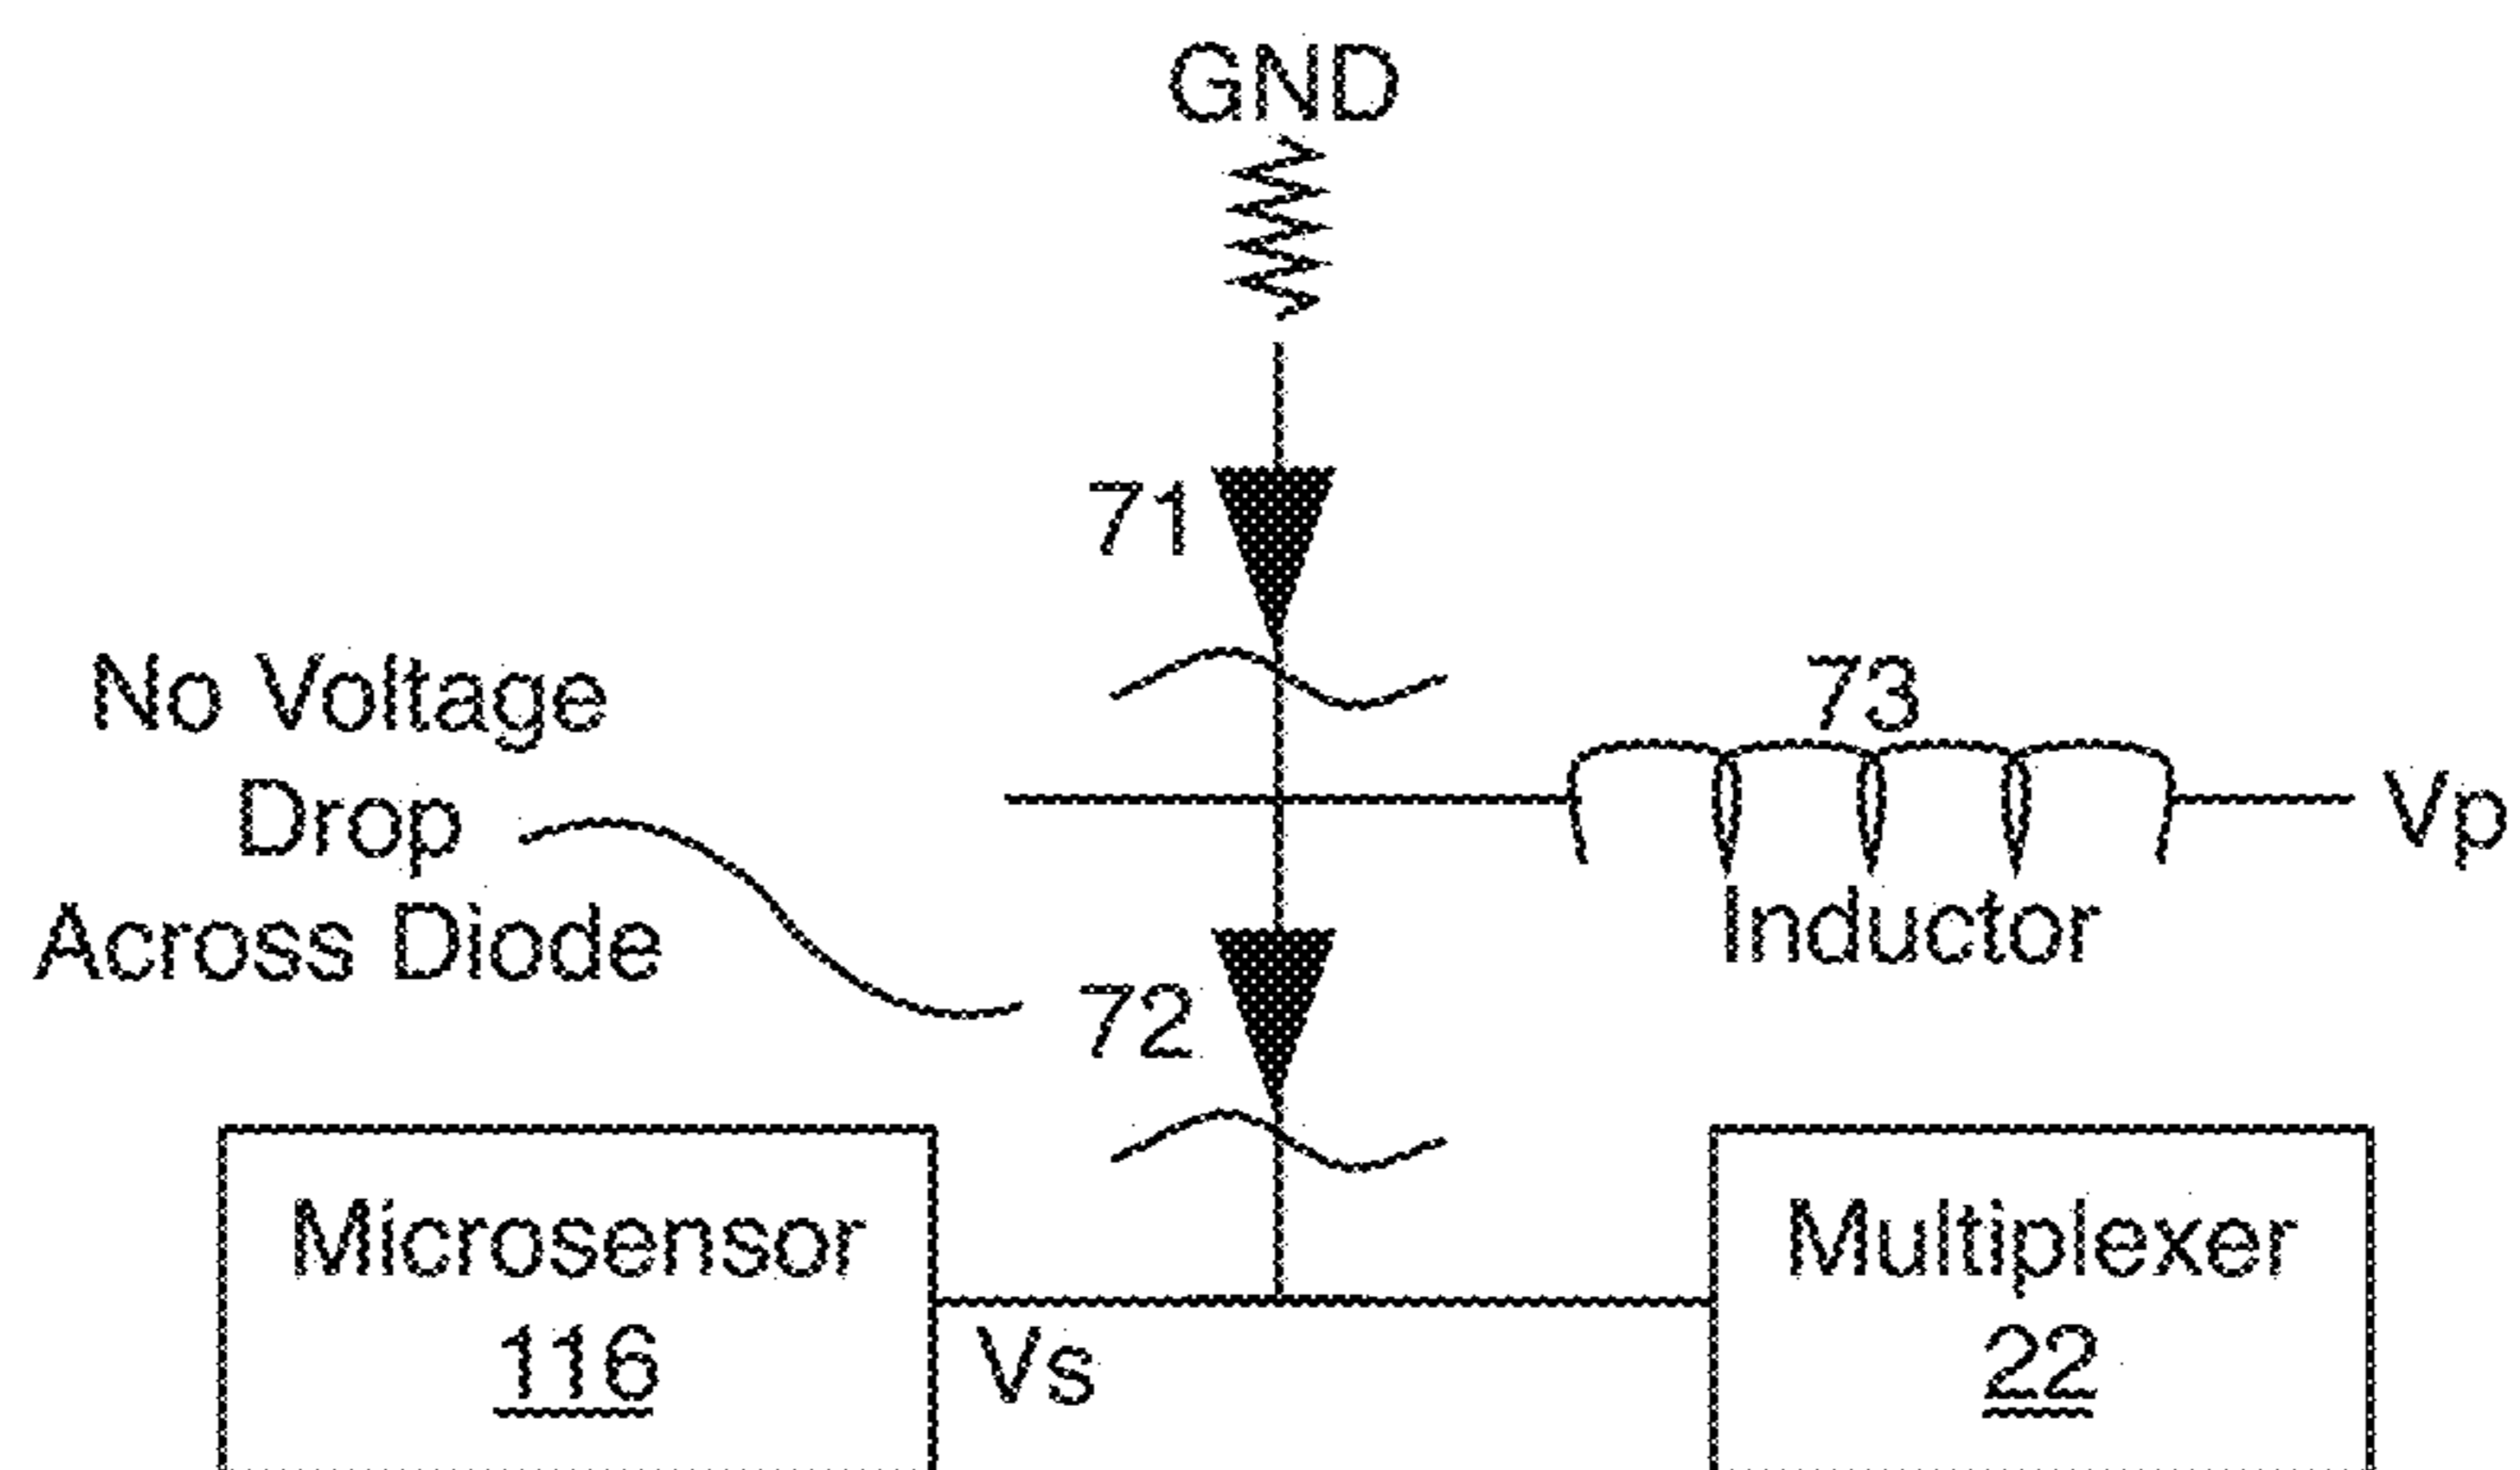 GND
71
No Voltage
Drop
Across Diode
73
Vp
Inductor
72
Microsensor
116
Vs
Multiplexer
22